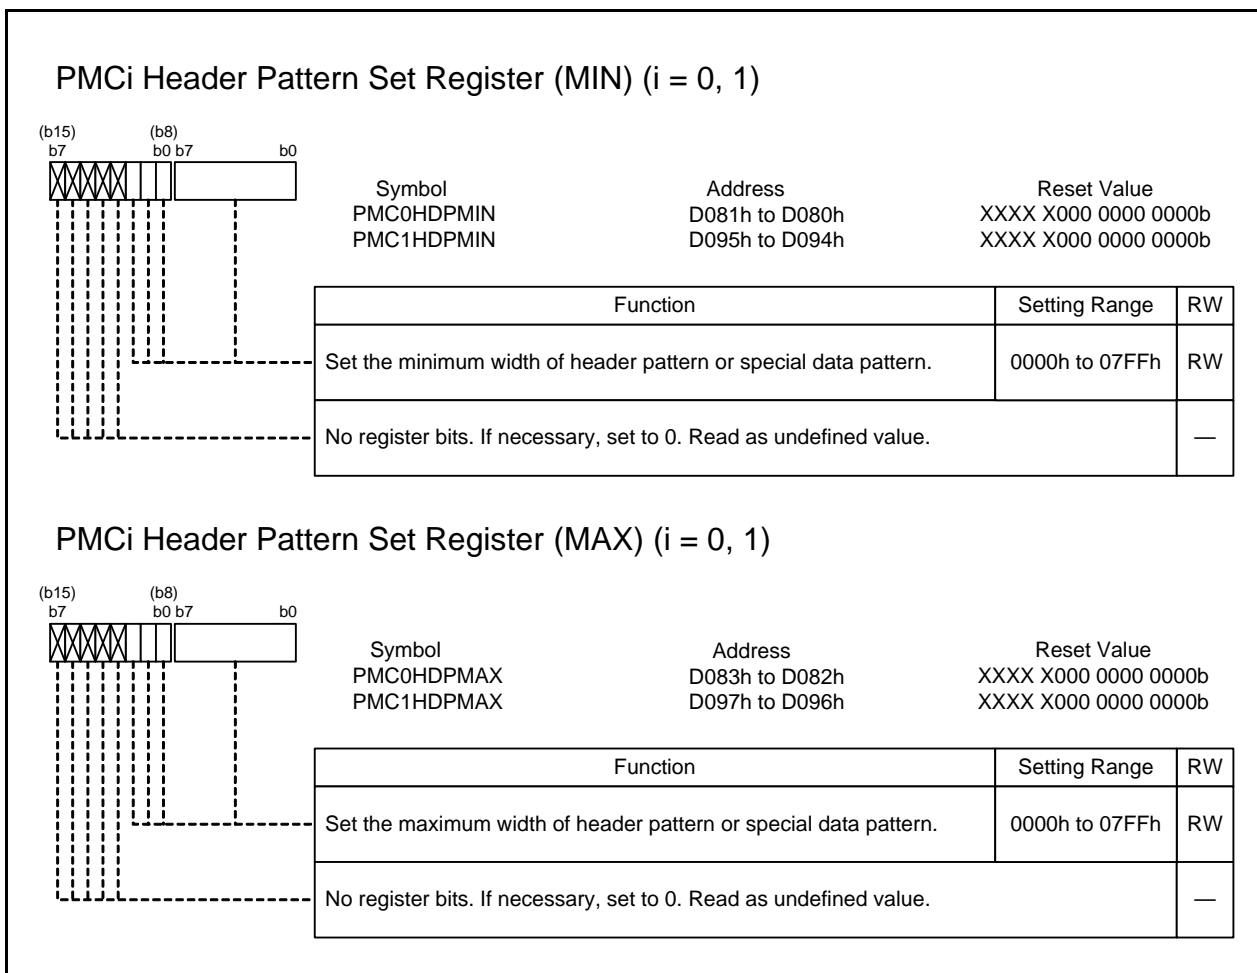 PMCi Header Pattern Set Register (MIN) (i = 0, 1)
(b15) (b8)
b7 b0 b7 b0
Symbol Address Reset Value
PMC0HDPMIN D081h to D080h XXXX X000 0000 0000b
PMC1HDPMIN D095h to D094h XXXX X000 0000 0000b
Function Setting Range RW
Set the minimum width of header pattern or special data pattern. 0000h to 07FFh RW
No register bits. If necessary, set to 0. Read as undefined value. —
PMCi Header Pattern Set Register (MAX) (i = 0, 1)
(b15) (b8)
b7 b0 b7 b0
Symbol Address Reset Value
PMC0HDPMAX D083h to D082h XXXX X000 0000 0000b
PMC1HDPMAX D097h to D096h XXXX X000 0000 0000b
Function Setting Range RW
Set the maximum width of header pattern or special data pattern. 0000h to 07FFh RW
No register bits. If necessary, set to 0. Read as undefined value. —